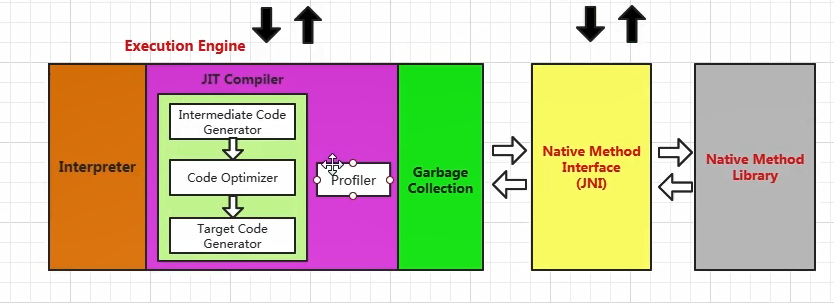 Execution Engine
JIT Compiler
Interpreter
Intermediate Code
Generator
Code Optimizer
Target Code
Generator
Profiler
Garbage
Collection
Native Method
Interface
(JNI)
Native Method
Library